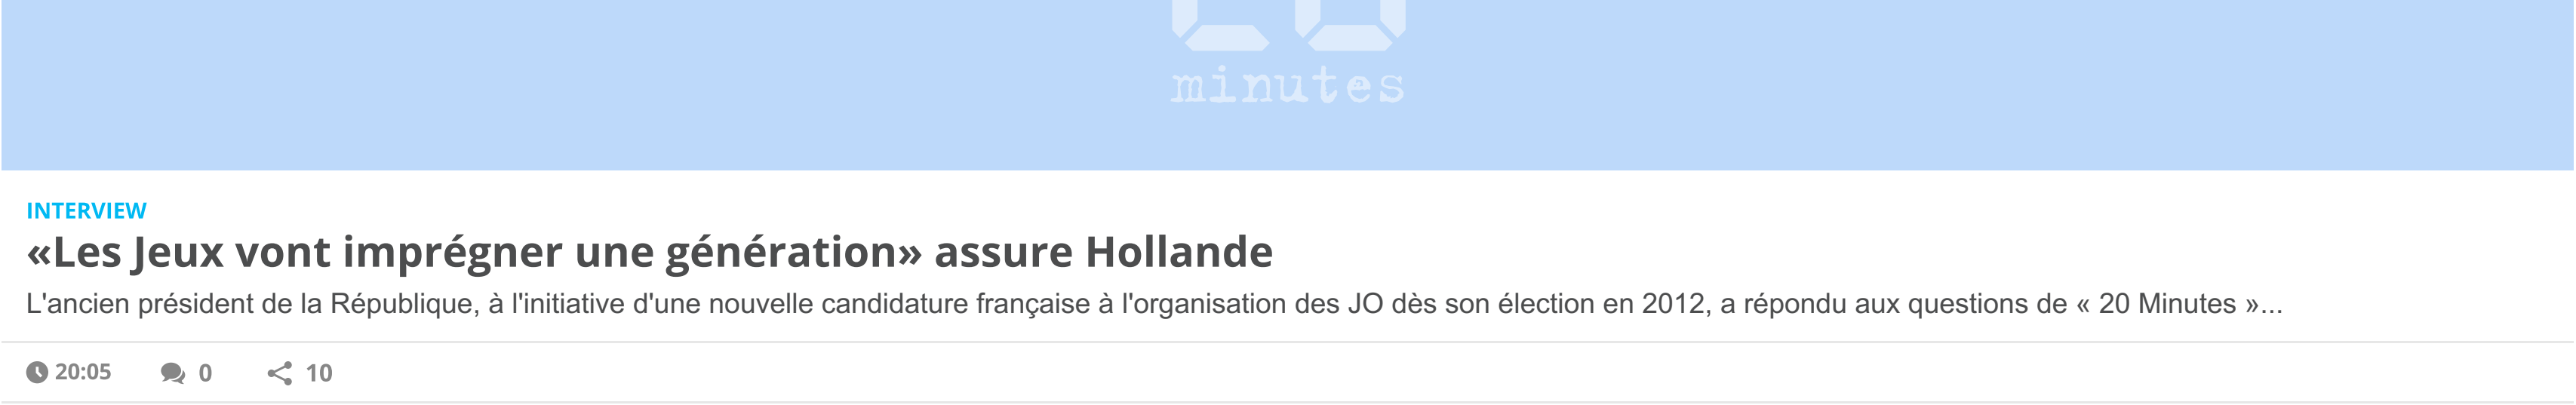 minutes
INTERVIEW
«Les Jeux vont imprégner une génération» assure Hollande
L'ancien président de la République, à l'initiative d'une nouvelle candidature française à l'organisation des JO dès son élection en 2012, a répondu aux questions de « 20 Minutes »...
20:05 0 10